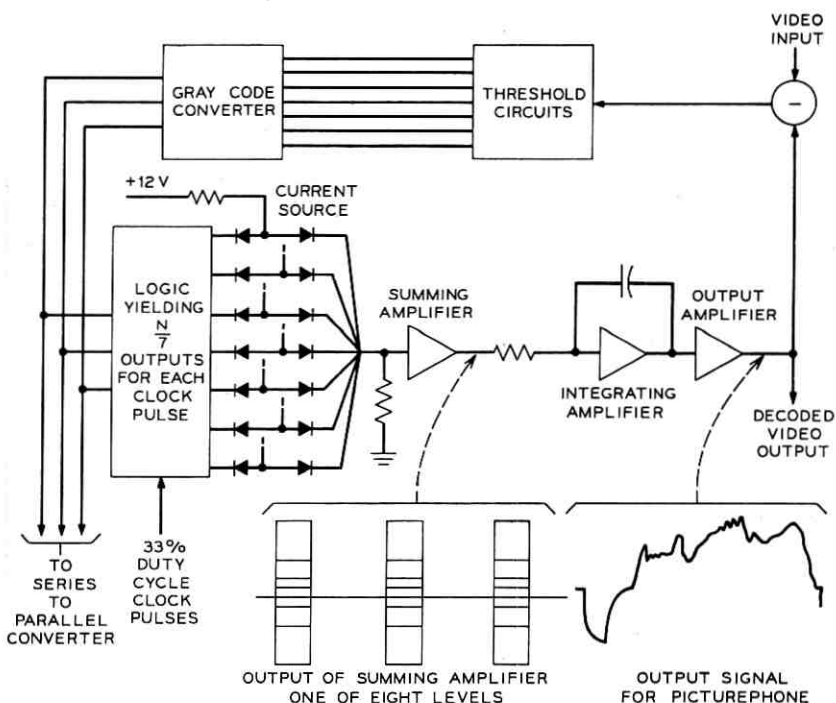 VIDEO
INPUT
GRAY CODE
CONVERTER
THRESHOLD
CIRCUITS
−
+12 V
CURRENT
SOURCE
LOGIC
YIELDING
N
7
OUTPUTS
FOR EACH
CLOCK
PULSE
SUMMING
AMPLIFIER
INTEGRATING
AMPLIFIER
OUTPUT
AMPLIFIER
DECODED
VIDEO
OUTPUT
TO
SERIES
TO
PARALLEL
CONVERTER
33%
DUTY
CYCLE
CLOCK
PULSES
OUTPUT OF SUMMING AMPLIFIER
ONE OF EIGHT LEVELS
OUTPUT SIGNAL
FOR PICTUREPHONE